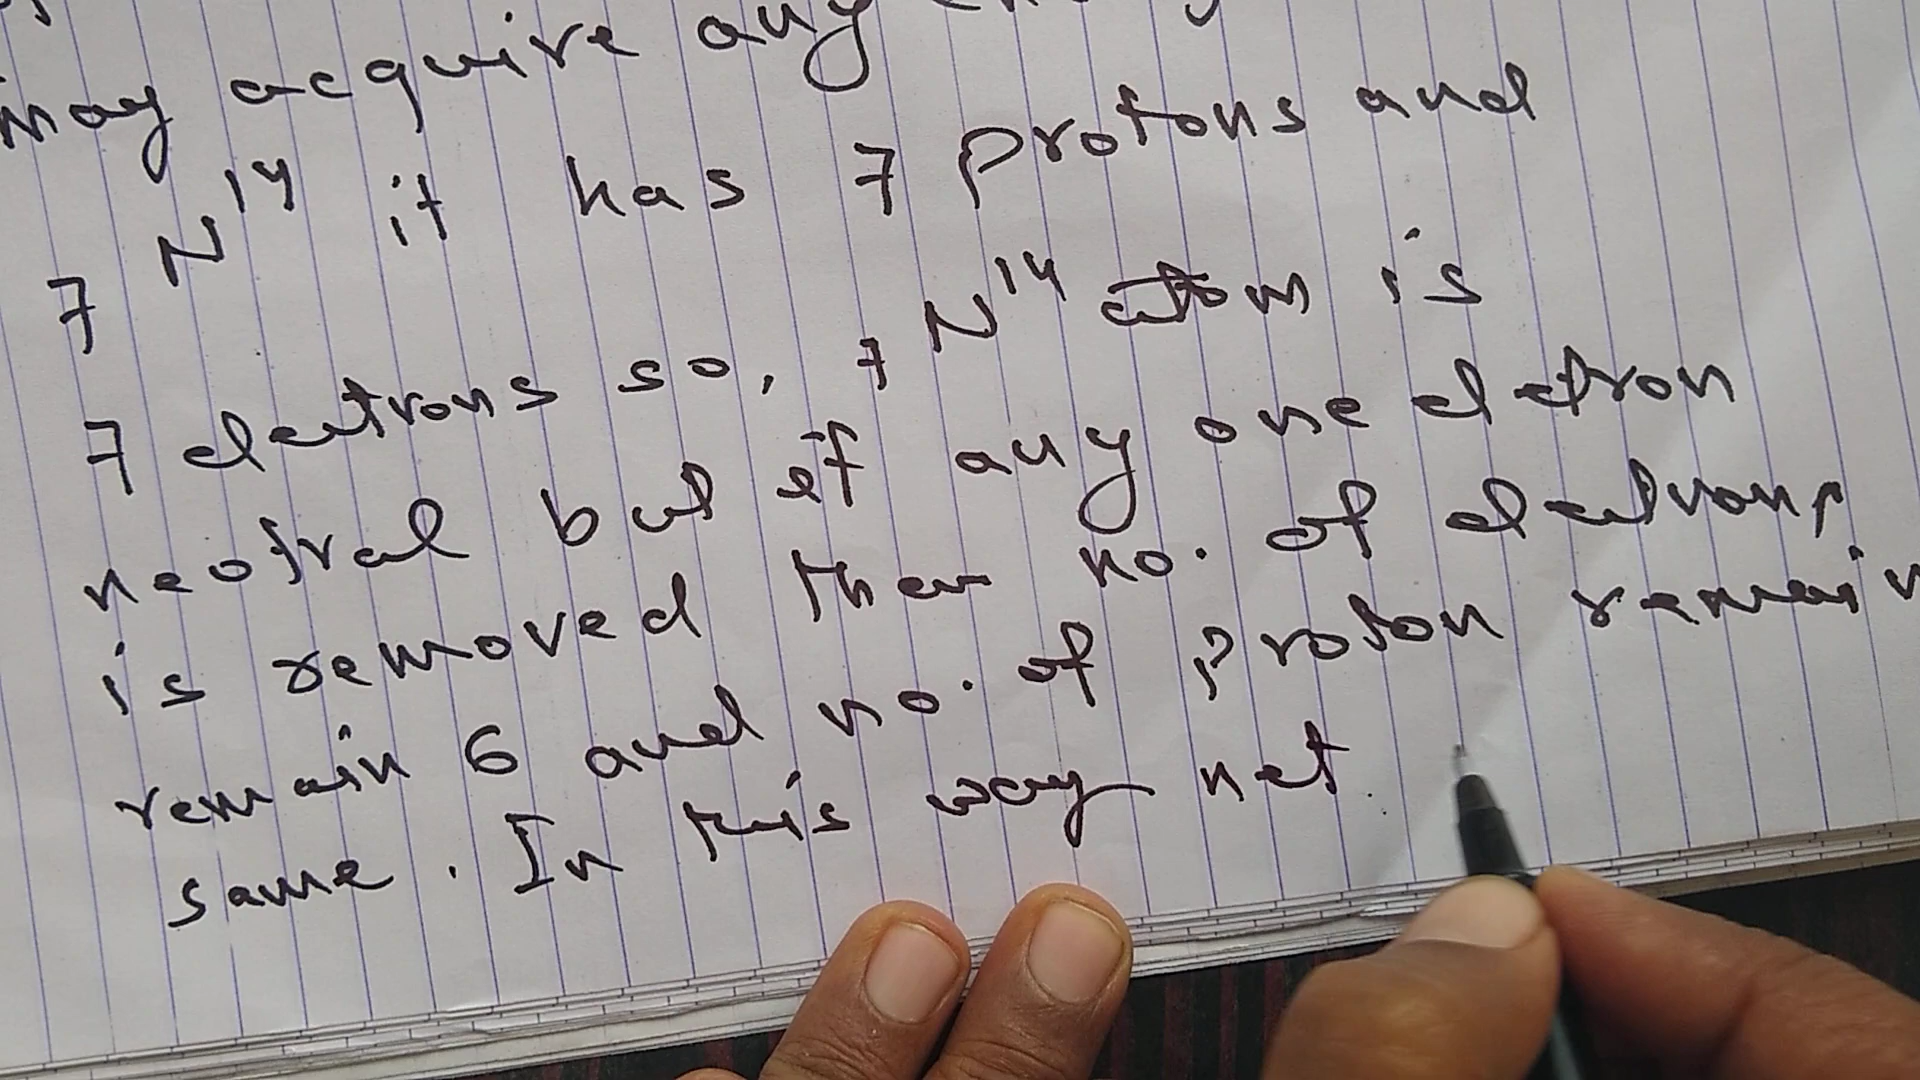 may acquire any
7 N14 it has 7 protons and
7 electrons so, 7 N14 atom is
neotral but if any one electron
is removed then no. of electrons
remain 6 and no. of proton remain
same. In this way net